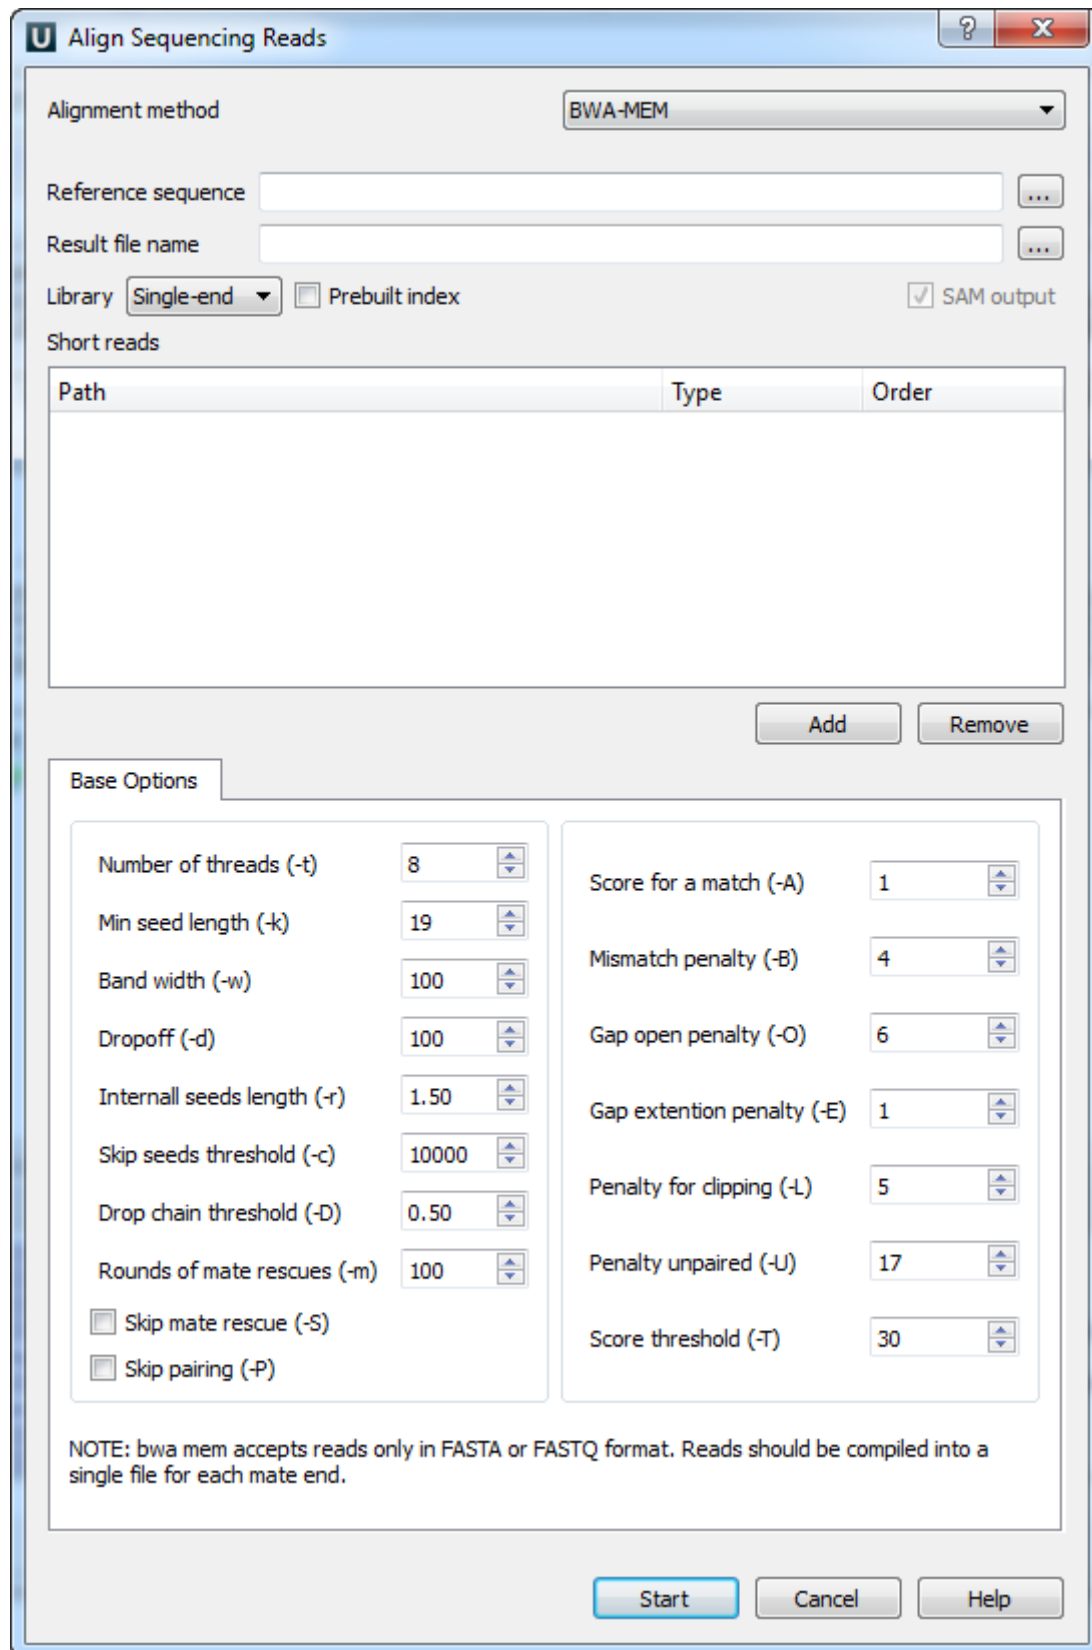 U Align Sequencing Reads
Alignment method BWA-MEM
Reference sequence ...
Result file name ...
Library Single-end Prebuilt index SAM output
Short reads
Path Type Order
Add Remove
Base Options
Number of threads (-t) 8
Min seed length (-k) 19
Band width (-w) 100
Dropoff (-d) 100
Internall seeds length (-r) 1.50
Skip seeds threshold (-c) 10000
Drop chain threshold (-D) 0.50
Rounds of mate rescues (-m) 100
Skip mate rescue (-S)
Skip pairing (-P)
Score for a match (-A) 1
Mismatch penalty (-B) 4
Gap open penalty (-O) 6
Gap extention penalty (-E) 1
Penalty for clipping (-L) 5
Penalty unpaired (-U) 17
Score threshold (-T) 30
NOTE: bwa mem accepts reads only in FASTA or FASTQ format. Reads should be compiled into a
single file for each mate end.
Start Cancel Help